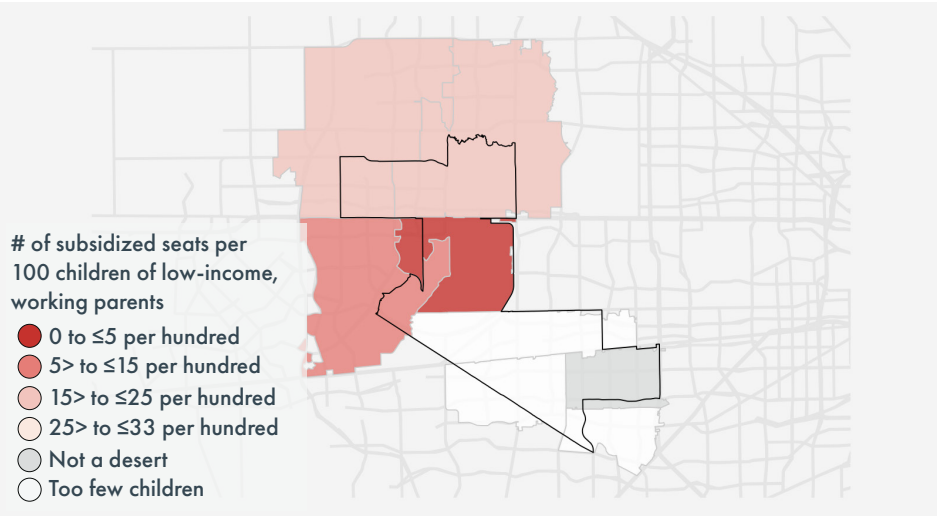 # of subsidized seats per
100 children of low-income,
working parents
0 to ≤5 per hundred
5> to ≤15 per hundred
15> to ≤25 per hundred
25> to ≤33 per hundred
Not a desert
Too few children